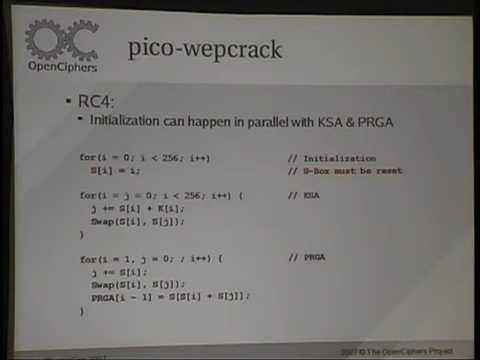 OpenCiphers
pico-wepcrack
▪ RC4:
▪ Initialization can happen in parallel with KSA & PRGA
for(i = 0; i < 256; i++) // Initialization
S[i] = i; // S-Box must be reset
for(i = j = 0; i < 256; i++) { // KSA
j += S[i] + K[i];
Swap(S[i], S[j]);
}
for(i = 1, j = 0; ; i++) { // PRGA
j += S[i];
Swap(S[i], S[j]);
PRGA[i - 1] = S[S[i] + S[j]];
}
2007 © The OpenCiphers Project